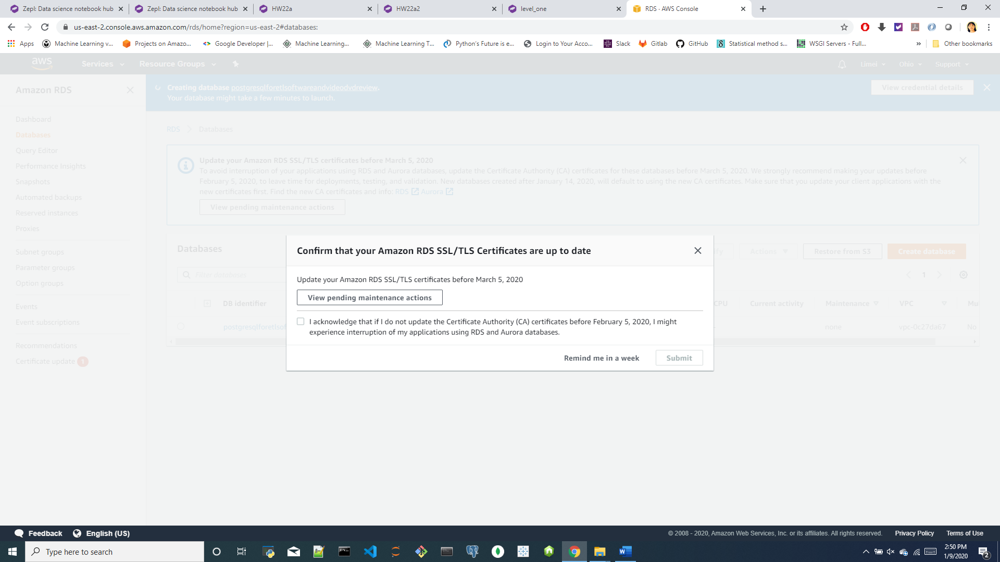 Zepl: Data science notebook hub
Zepl: Data science notebook hub
HW22a
HW22a2
level_one
RDS · AWS Console
us-east-2.console.aws.amazon.com/rds/home?region=us-east-2#databases:
Apps
Machine Learning v...
Projects on Amazo...
Google Developer |...
Machine Learning...
Machine Learning T...
Python's Future is e...
Login to Your Acco...
Slack
Gitlab
GitHub
Statistical method s...
WSGI Servers - Full...
»
Other bookmarks
aws
Services
Resource Groups
Limei
Ohio
Support
Amazon RDS
Dashboard
Databases
Query Editor
Performance Insights
Snapshots
Automated backups
Reserved instances
Proxies
Subnet groups
Parameter groups
Option groups
Events
Event subscriptions
Recommendations
Certificate update 1
Creating database postgresqlforetlsoftwareandvideodvdreview.
Your database might take a few minutes to launch.
View credential details
RDS > Databases
Update your Amazon RDS SSL/TLS certificates before March 5, 2020
To avoid interruption of your applications using RDS and Aurora databases, update the Certificate Authority (CA) certificates for these databases before March 5, 2020. We strongly recommend making your updates before
February 5, 2020, to leave time for deployments, testing, and validation. New databases created after January 14, 2020, will default to using the new CA certificates. Make sure that you update your client applications with the
new certificates first. Find the new CA certificates and info: RDS Aurora
View pending maintenance actions
Databases
Actions
Restore from S3
Create database
Filter databases
1
DB identifier
CPU
Current activity
Maintenance
VPC
Mu
postgresqlforetlsof
none
vpc-0c27da67
No
Confirm that your Amazon RDS SSL/TLS Certificates are up to date
Update your Amazon RDS SSL/TLS certificates before March 5, 2020
View pending maintenance actions
I acknowledge that if I do not update the Certificate Authority (CA) certificates before February 5, 2020, I might
experience interruption of my applications using RDS and Aurora databases.
Remind me in a week
Submit
Feedback
English (US)
© 2008 - 2020, Amazon Web Services, Inc. or its affiliates. All rights reserved.
Privacy Policy
Terms of Use
Type here to search
2:50 PM
1/9/2020
2